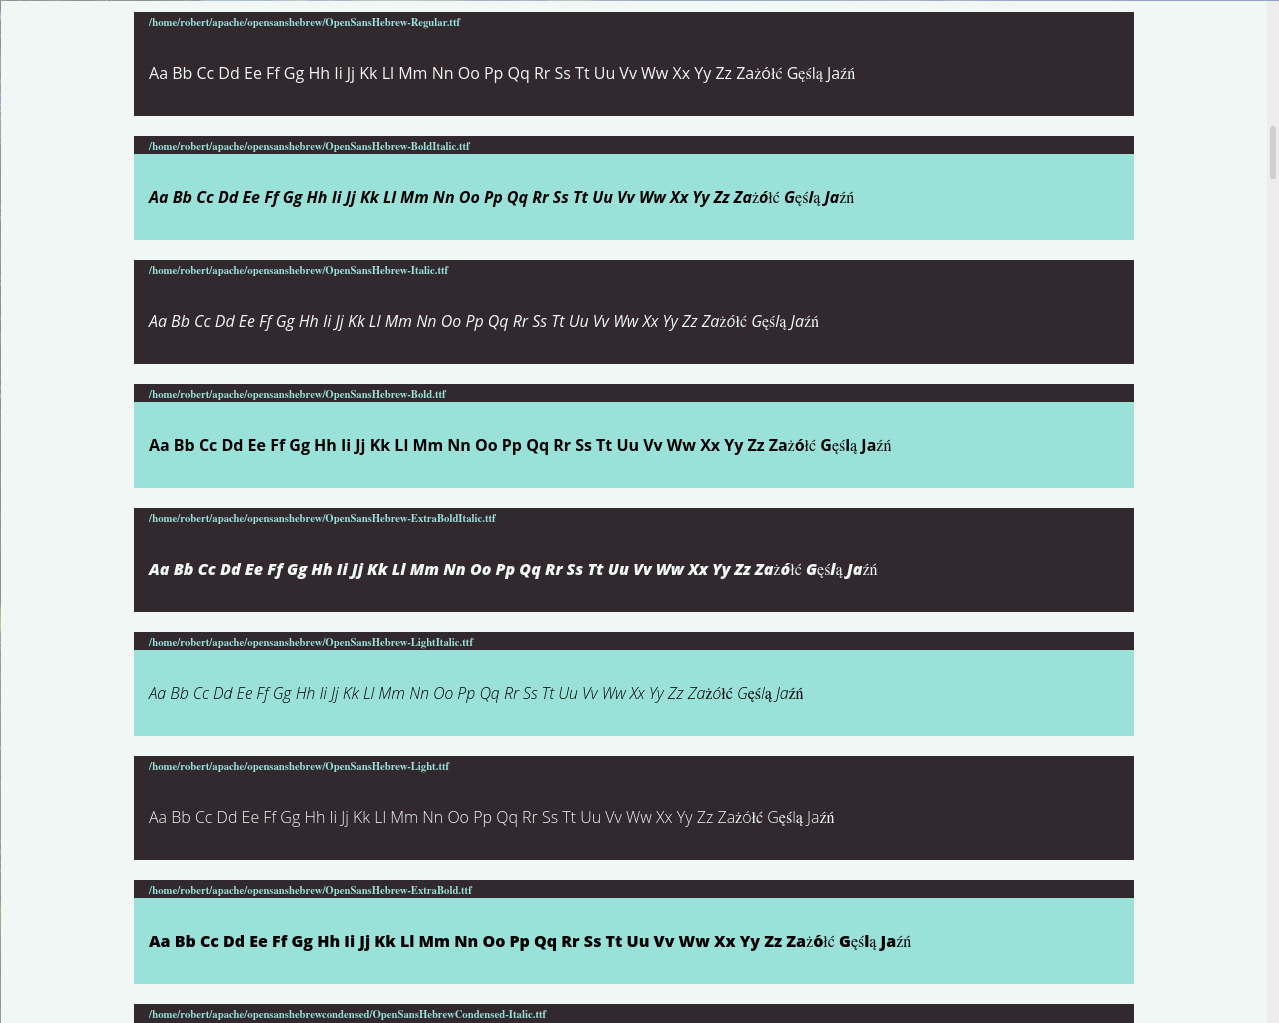 /home/robert/apache/opensanshebrew/OpenSansHebrew-Regular.ttf
Aa Bb Cc Dd Ee Ff Gg Hh Ii Jj Kk Ll Mm Nn Oo Pp Qq Rr Ss Tt Uu Vv Ww Xx Yy Zz Zażółć Gęślą Jaźń
/home/robert/apache/opensanshebrew/OpenSansHebrew-BoldItalic.ttf
Aa Bb Cc Dd Ee Ff Gg Hh Ii Jj Kk Ll Mm Nn Oo Pp Qq Rr Ss Tt Uu Vv Ww Xx Yy Zz Zażółć Gęślą Jaźń
/home/robert/apache/opensanshebrew/OpenSansHebrew-Italic.ttf
Aa Bb Cc Dd Ee Ff Gg Hh Ii Jj Kk Ll Mm Nn Oo Pp Qq Rr Ss Tt Uu Vv Ww Xx Yy Zz Zażółć Gęślą Jaźń
/home/robert/apache/opensanshebrew/OpenSansHebrew-Bold.ttf
Aa Bb Cc Dd Ee Ff Gg Hh Ii Jj Kk Ll Mm Nn Oo Pp Qq Rr Ss Tt Uu Vv Ww Xx Yy Zz Zażółć Gęślą Jaźń
/home/robert/apache/opensanshebrew/OpenSansHebrew-ExtraBoldItalic.ttf
Aa Bb Cc Dd Ee Ff Gg Hh Ii Jj Kk Ll Mm Nn Oo Pp Qq Rr Ss Tt Uu Vv Ww Xx Yy Zz Zażółć Gęślą Jaźń
/home/robert/apache/opensanshebrew/OpenSansHebrew-LightItalic.ttf
Aa Bb Cc Dd Ee Ff Gg Hh Ii Jj Kk Ll Mm Nn Oo Pp Qq Rr Ss Tt Uu Vv Ww Xx Yy Zz Zażółć Gęślą Jaźń
/home/robert/apache/opensanshebrew/OpenSansHebrew-Light.ttf
Aa Bb Cc Dd Ee Ff Gg Hh Ii Jj Kk Ll Mm Nn Oo Pp Qq Rr Ss Tt Uu Vv Ww Xx Yy Zz Zażółć Gęślą Jaźń
/home/robert/apache/opensanshebrew/OpenSansHebrew-ExtraBold.ttf
Aa Bb Cc Dd Ee Ff Gg Hh Ii Jj Kk Ll Mm Nn Oo Pp Qq Rr Ss Tt Uu Vv Ww Xx Yy Zz Zażółć Gęślą Jaźń
/home/robert/apache/opensanshebrewcondensed/OpenSansHebrewCondensed-Italic.ttf